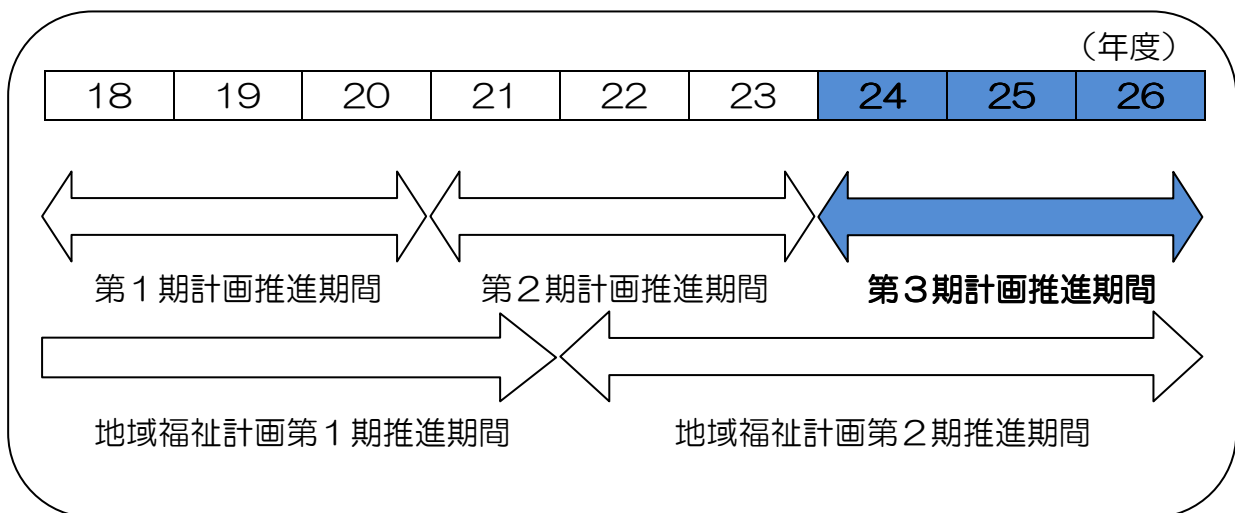 （年度）
18 19 20 21 22 23 24 25 26
第１期計画推進期間 第２期計画推進期間 第３期計画推進期間
地域福祉計画第１期推進期間 地域福祉計画第２期推進期間